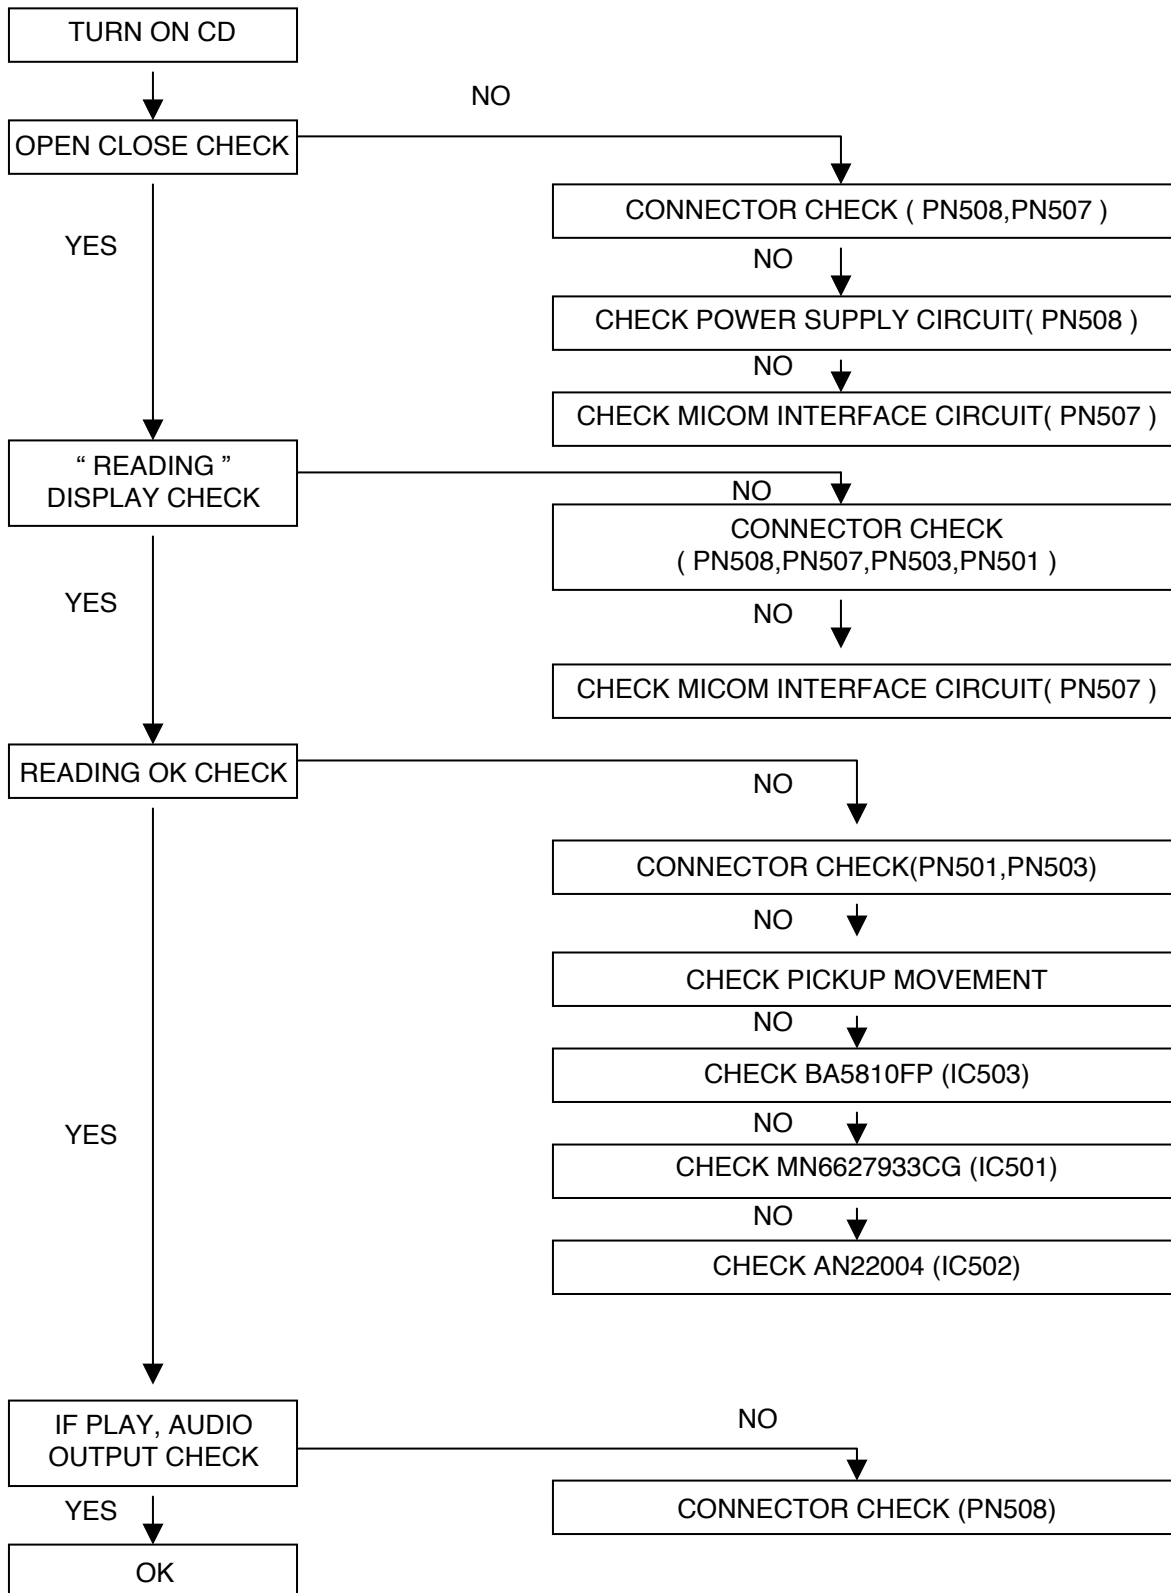 TURN ON CD
NO
OPEN CLOSE CHECK
CONNECTOR CHECK ( PN508,PN507 )
YES
NO
CHECK POWER SUPPLY CIRCUIT( PN508 )
NO
CHECK MICOM INTERFACE CIRCUIT( PN507 )
“ READING ”
DISPLAY CHECK
NO
CONNECTOR CHECK
( PN508,PN507,PN503,PN501 )
YES
NO
CHECK MICOM INTERFACE CIRCUIT( PN507 )
READING OK CHECK
NO
CONNECTOR CHECK(PN501,PN503)
NO
CHECK PICKUP MOVEMENT
NO
CHECK BA5810FP (IC503)
YES
NO
CHECK MN6627933CG (IC501)
NO
CHECK AN22004 (IC502)
IF PLAY, AUDIO
OUTPUT CHECK
NO
YES
CONNECTOR CHECK (PN508)
OK